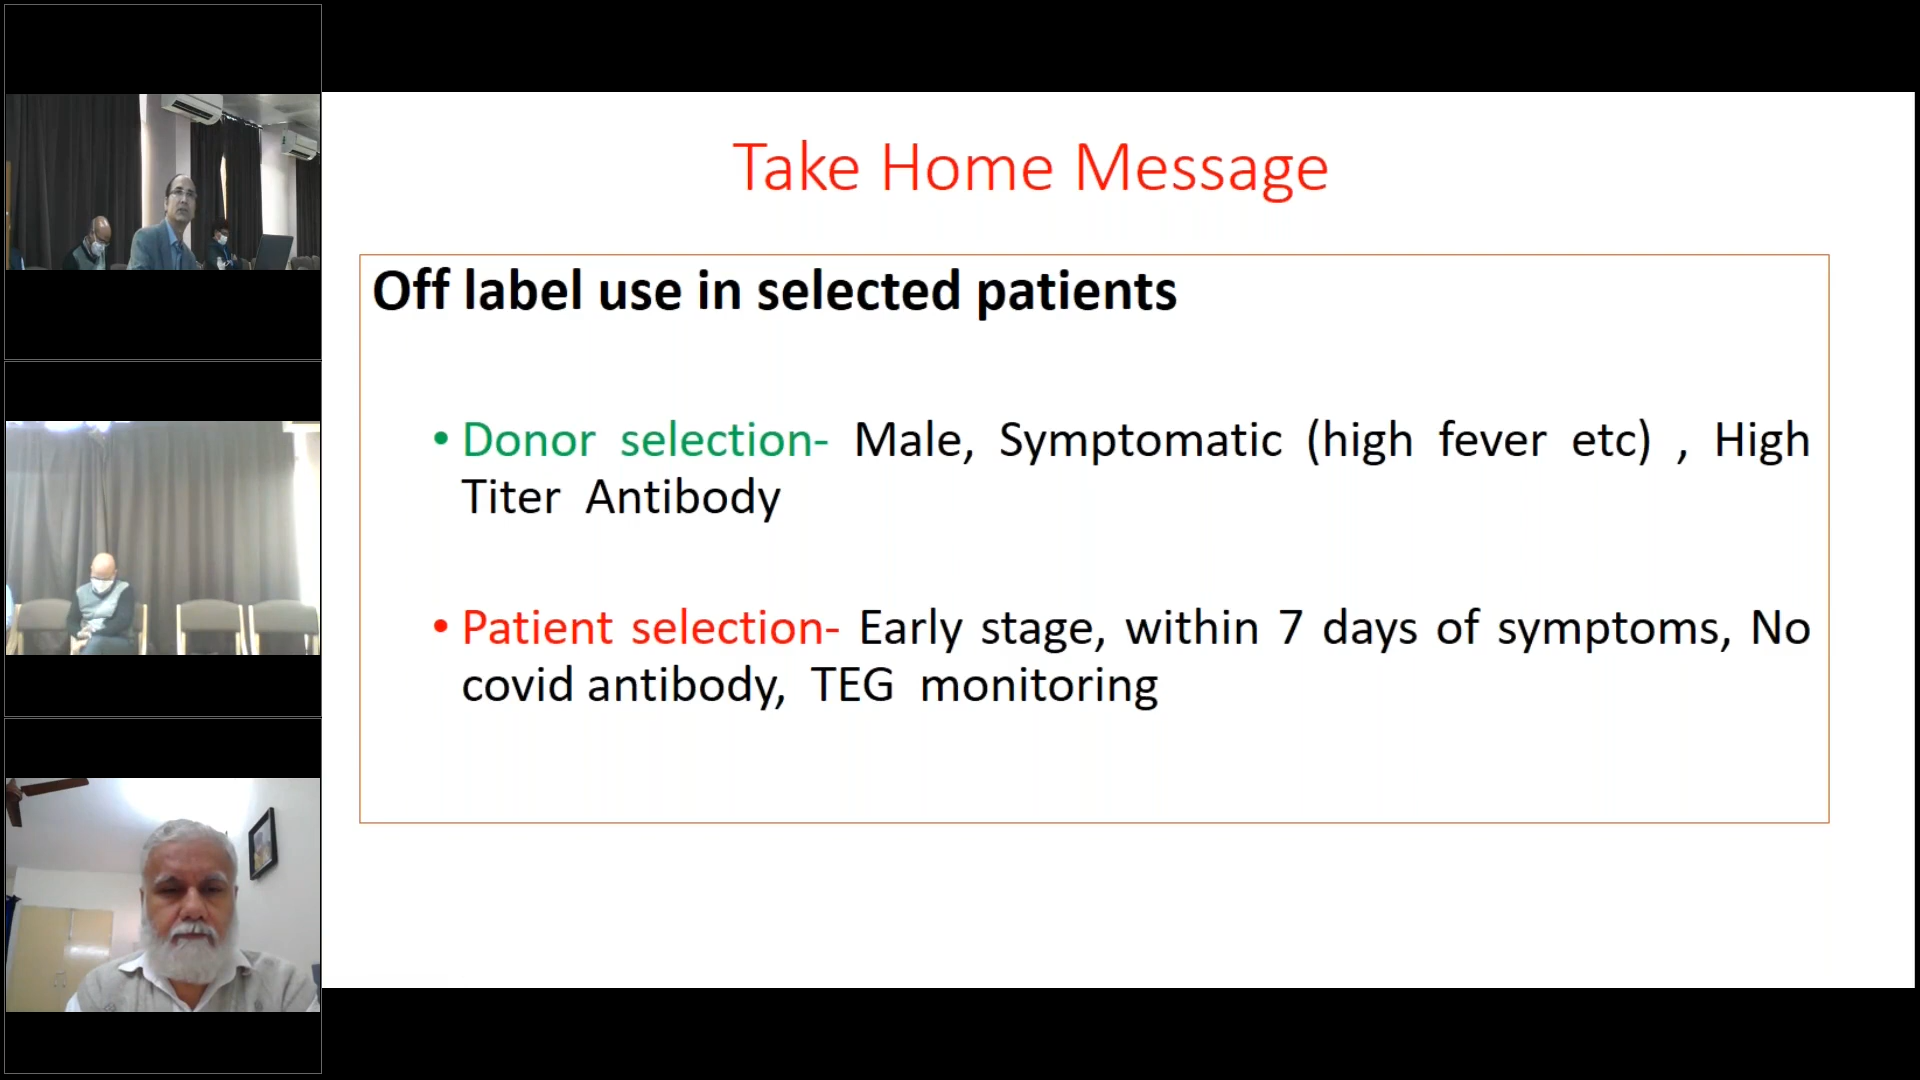 Take Home Message
Off label use in selected patients
• Donor selection- Male, Symptomatic (high fever etc) , High
Titer Antibody
• Patient selection- Early stage, within 7 days of symptoms, No
covid antibody, TEG monitoring